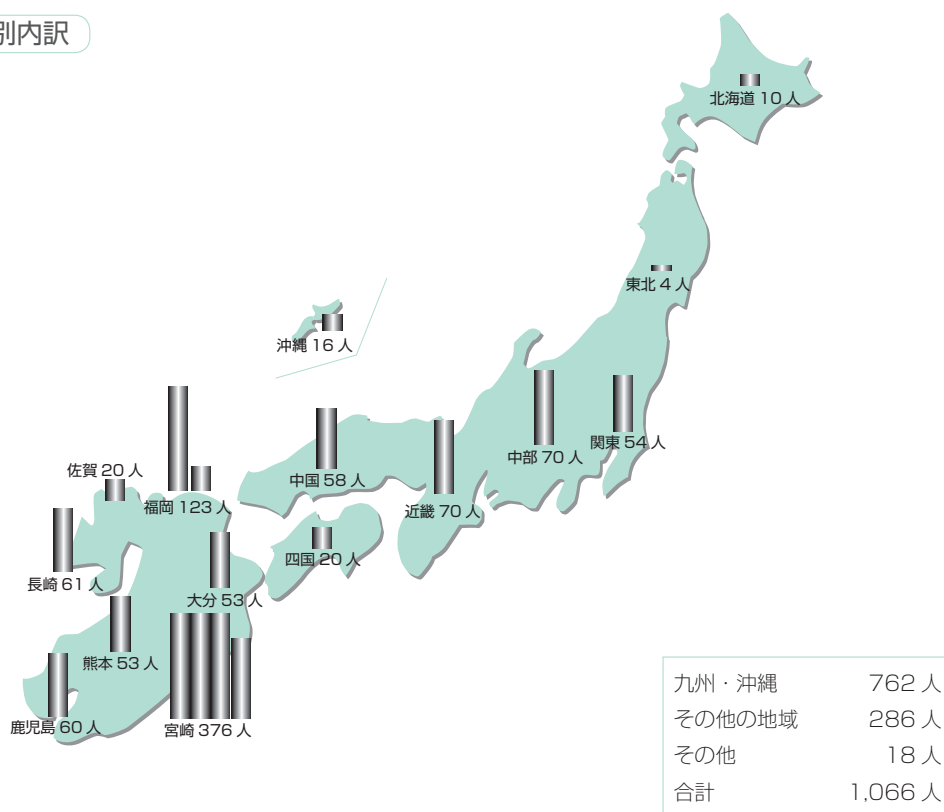 別内訳
北海道 10 人
東北 4 人
沖縄 16 人
関東 54 人
中部 70 人
佐賀 20 人
中国 58 人
福岡 123 人
近畿 70 人
四国 20 人
長崎 61 人
大分 53 人
熊本 53 人
鹿児島 60 人
宮崎 376 人
九州・沖縄 762 人
その他の地域 286 人
その他 18 人
合計 1,066 人